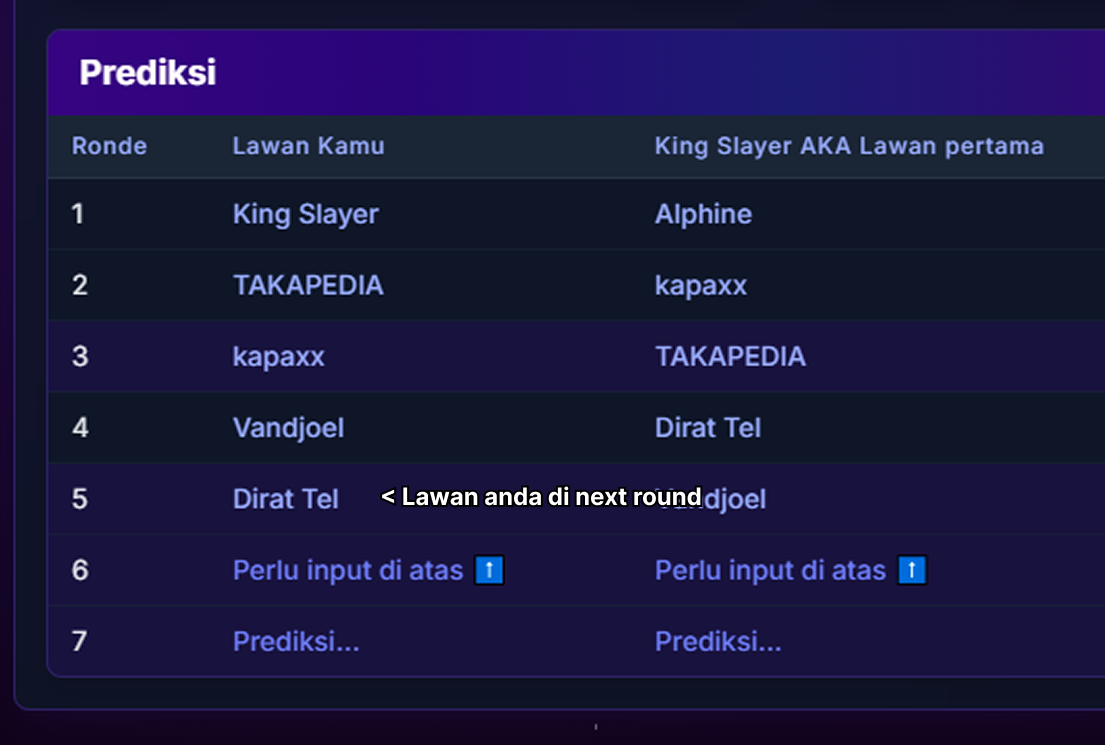 Prediksi
Ronde Lawan Kamu King Slayer AKA Lawan pertama
1 King Slayer Alphine
2 TAKAPEDIA kapaxx
3 kapaxx TAKAPEDIA
4 Vandjoel Dirat Tel
5 Dirat Tel < Lawan anda di next round
6 Perlu input di atas ↑ Perlu input di atas ↑
7 Prediksi... Prediksi...